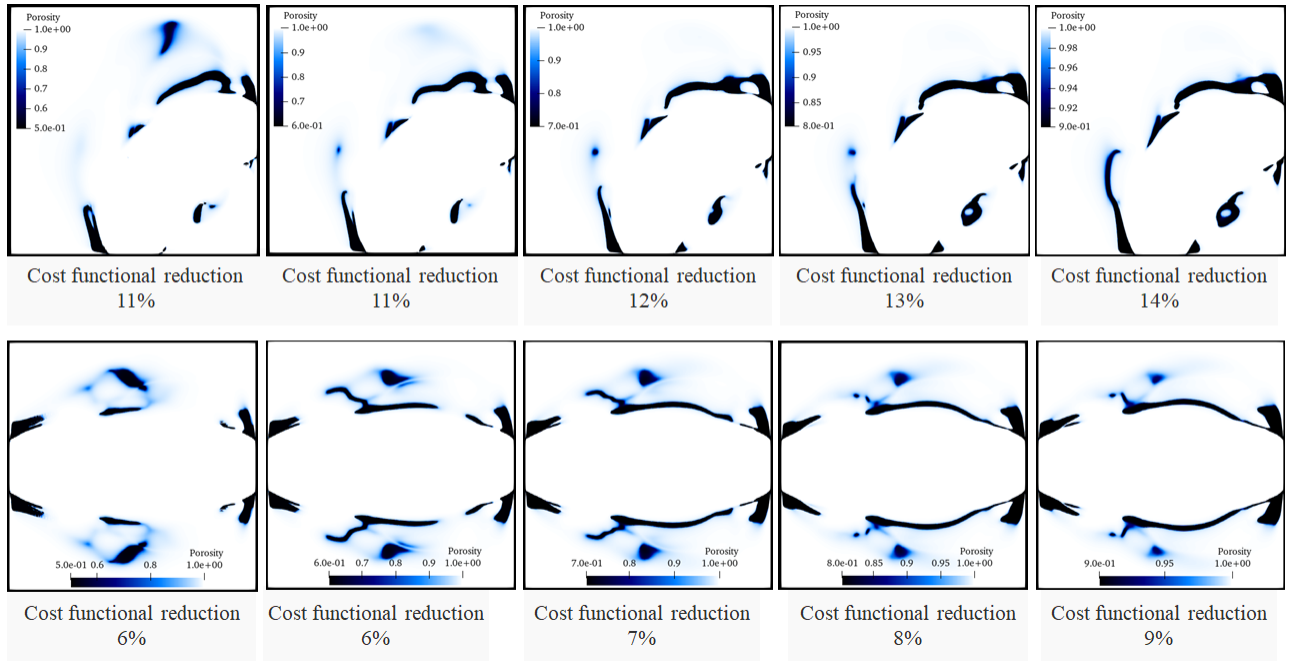 Porosity
1.0e+00
0.9
0.8
0.7
0.6
5.0e-01
Cost functional reduction
11%
Porosity
1.0e+00
0.9
0.8
0.7
6.0e-01
Cost functional reduction
11%
Porosity
1.0e+00
0.9
0.8
7.0e-01
Cost functional reduction
12%
Porosity
1.0e+00
0.95
0.9
0.85
8.0e-01
Cost functional reduction
13%
Porosity
1.0e+00
0.98
0.96
0.94
0.92
9.0e-01
Cost functional reduction
14%
Porosity
5.0e-01 0.6 0.8 1.0e+00
Cost functional reduction
6%
Porosity
6.0e-01 0.7 0.8 0.9 1.0e+00
Cost functional reduction
6%
Porosity
7.0e-01 0.8 0.9 1.0e+00
Cost functional reduction
7%
Porosity
8.0e-01 0.85 0.9 0.95 1.0e+00
Cost functional reduction
8%
Porosity
9.0e-01 0.95 1.0e+00
Cost functional reduction
9%